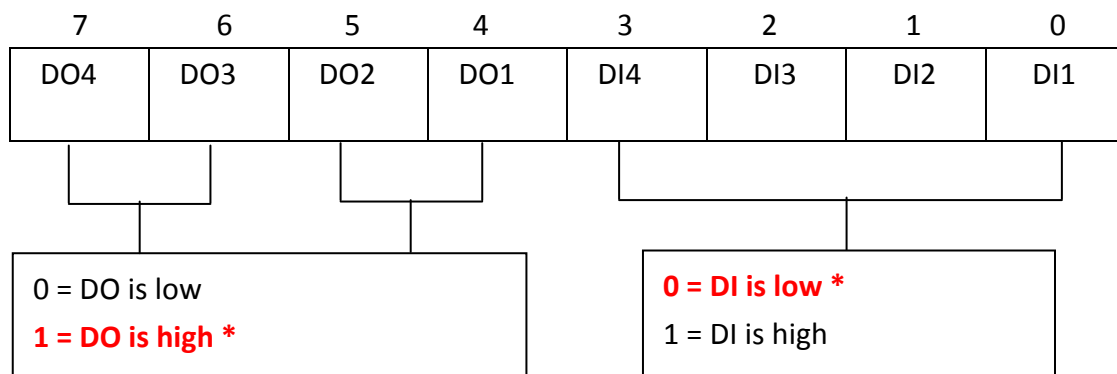 7 6 5 4 3 2 1 0
DO4 DO3 DO2 DO1 DI4 DI3 DI2 DI1
0 = DO is low
1 = DO is high *
0 = DI is low *
1 = DI is high